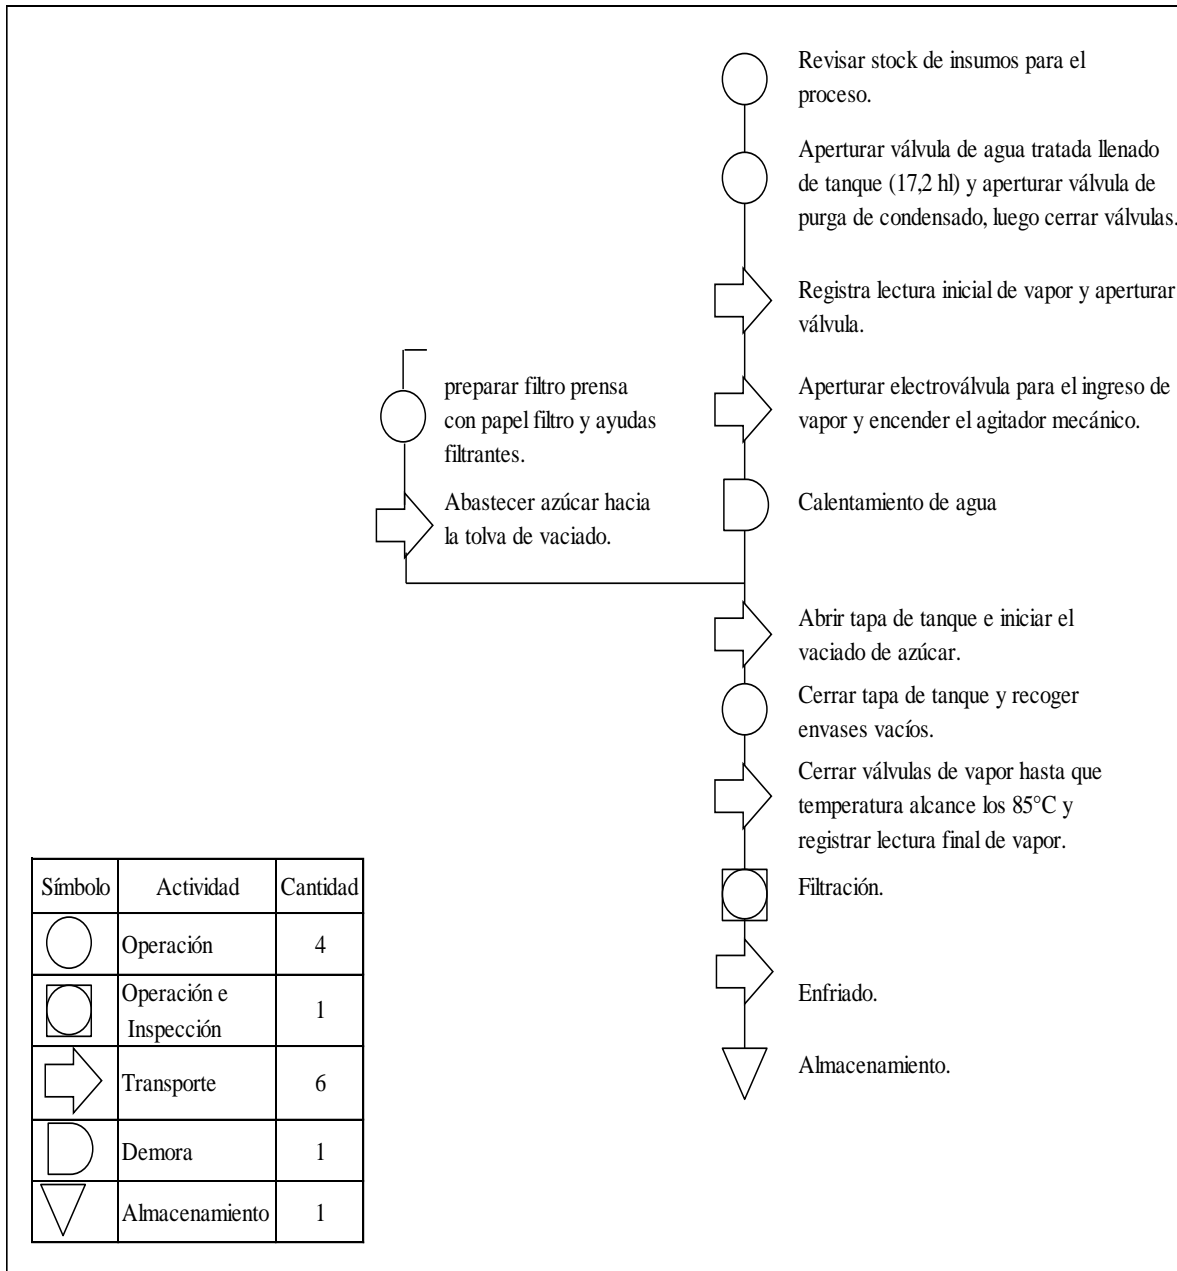 Revisar stock de insumos para el
proceso.
Aperturar válvula de agua tratada llenado
de tanque (17,2 hl) y aperturar válvula de
purga de condensado, luego cerrar válvulas.
Registra lectura inicial de vapor y aperturar
válvula.
preparar filtro prensa
con papel filtro y ayudas
filtrantes.
Aperturar electroválvula para el ingreso de
vapor y encender el agitador mecánico.
Abastecer azúcar hacia
la tolva de vaciado.
Calentamiento de agua
Abrir tapa de tanque e iniciar el
vaciado de azúcar.
Cerrar tapa de tanque y recoger
envases vacíos.
Cerrar válvulas de vapor hasta que
temperatura alcance los 85°C y
registrar lectura final de vapor.
Filtración.
Enfriado.
Almacenamiento.
Símbolo Actividad Cantidad
Operación 4
Operación e
Inspección 1
Transporte 6
Demora 1
Almacenamiento 1